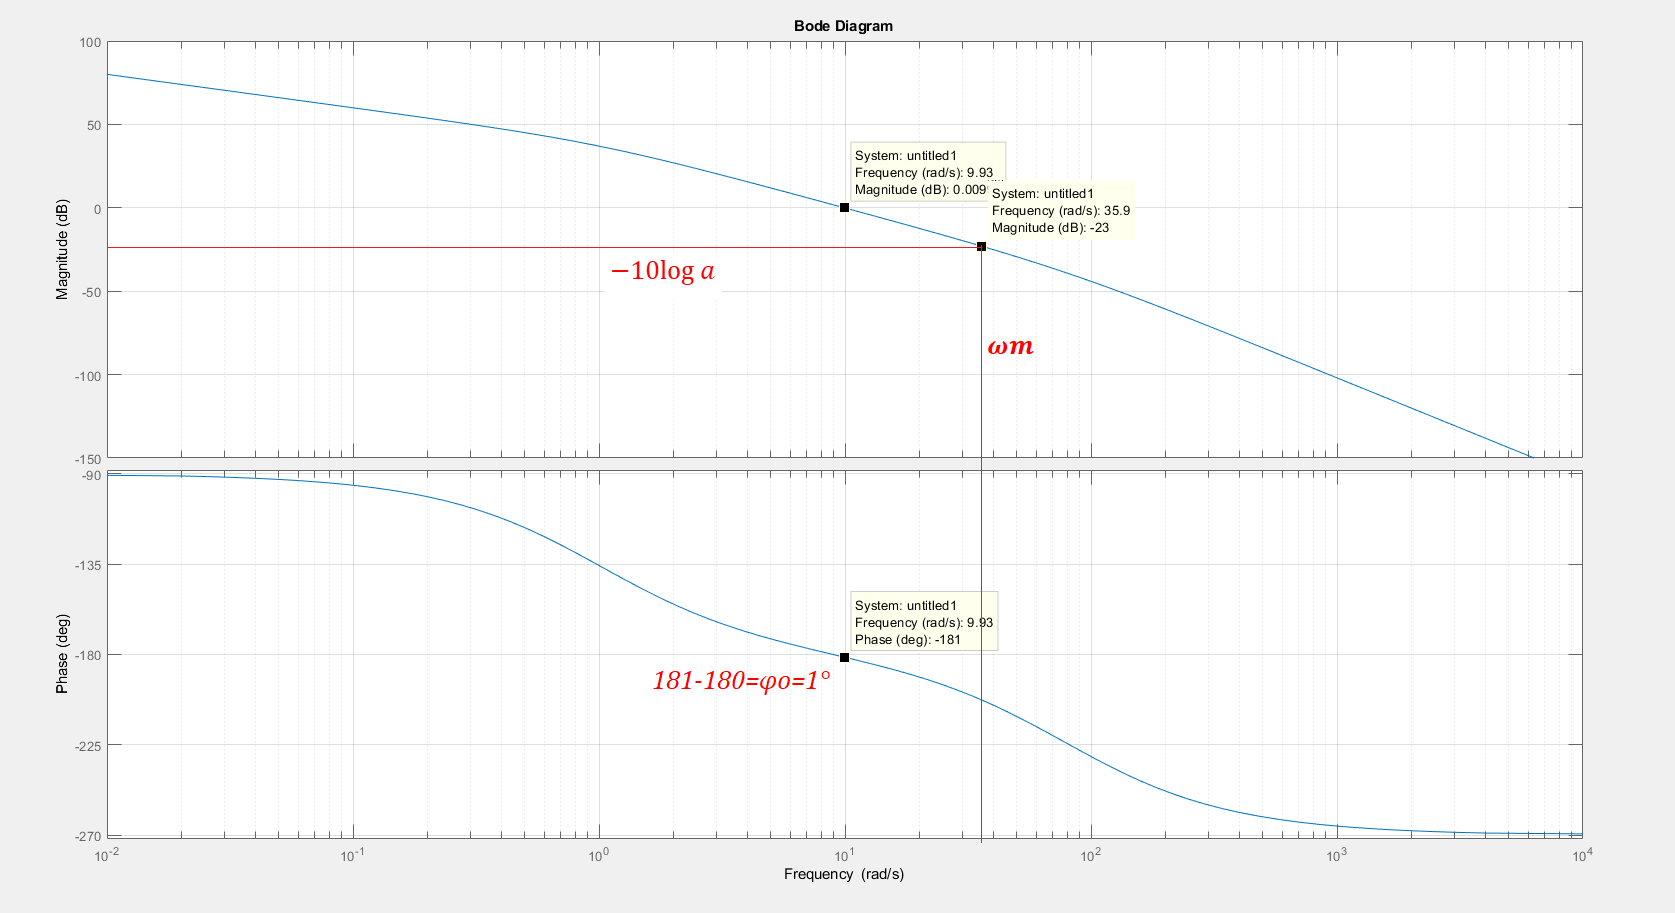 Bode Diagram
100
50
0
-50
-100
-150
Magnitude (dB)
System: untitled1
Frequency (rad/s): 9.93
Magnitude (dB): 0.009
System: untitled1
Frequency (rad/s): 35.9
Magnitude (dB): -23
−10log a
ωm
-90
-135
-180
-225
-270
Phase (deg)
System: untitled1
Frequency (rad/s): 9.93
Phase (deg): -181
181-180=φo=1°
10⁻² 10⁻¹ 10⁰ 10¹ 10² 10³ 10⁴
Frequency (rad/s)